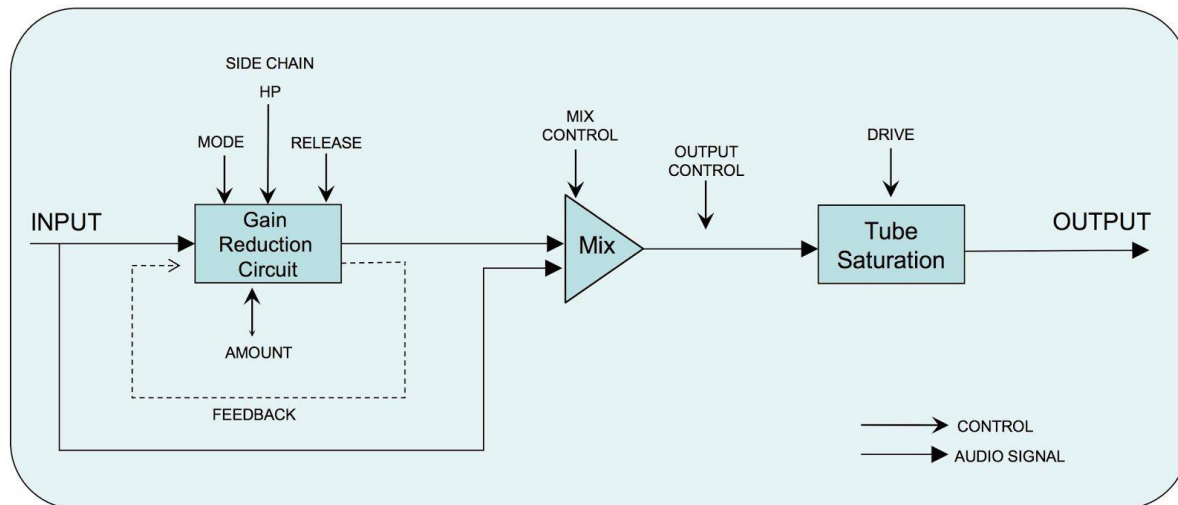 SIDE CHAIN
HP
MODE
RELEASE
MIX
CONTROL
OUTPUT
CONTROL
DRIVE
INPUT
Gain
Reduction
Circuit
Mix
Tube
Saturation
OUTPUT
AMOUNT
FEEDBACK
CONTROL
AUDIO SIGNAL